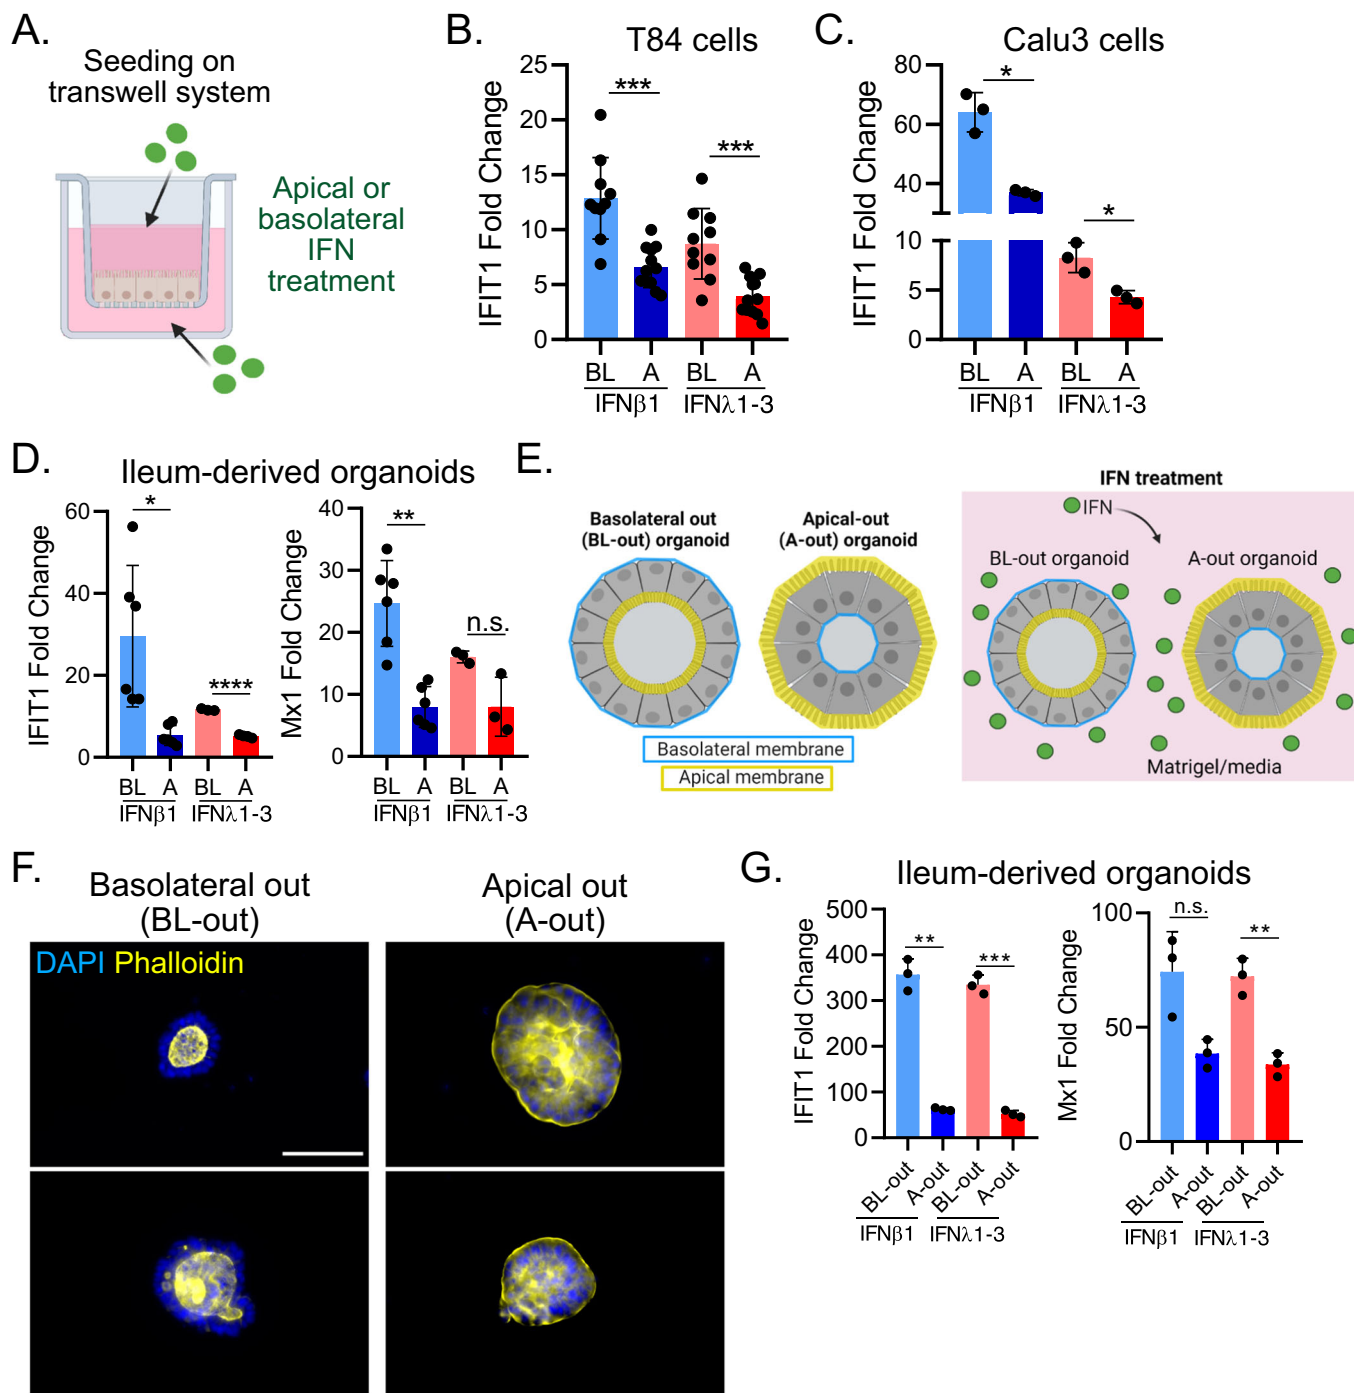 A.
Seeding on
transwell system
Apical or
basolateral
IFN
treatment
B.
T84 cells
IFIT1 Fold Change
25
20
15
10
5
0
***
***
BL A BL A
IFNβ1 IFNλ1-3
C.
Calu3 cells
IFIT1 Fold Change
80
60
40
10
5
0
*
*
BL A BL A
IFNβ1 IFNλ1-3
D.
Ileum-derived organoids
IFIT1 Fold Change
60
40
20
0
*
****
BL A BL A
IFNβ1 IFNλ1-3
Mx1 Fold Change
40
30
20
10
0
**
n.s.
BL A BL A
IFNβ1 IFNλ1-3
E.
Basolateral out
(BL-out) organoid
Apical-out
(A-out) organoid
Basolateral membrane
Apical membrane
IFN treatment
IFN
BL-out organoid
A-out organoid
Matrigel/media
F.
Basolateral out
(BL-out)
Apical out
(A-out)
DAPI Phalloidin
G.
Ileum-derived organoids
IFIT1 Fold Change
500
400
300
200
100
0
**
***
BL-out A-out BL-out A-out
IFNβ1 IFNλ1-3
Mx1 Fold Change
100
50
0
n.s.
**
BL-out A-out BL-out A-out
IFNβ1 IFNλ1-3